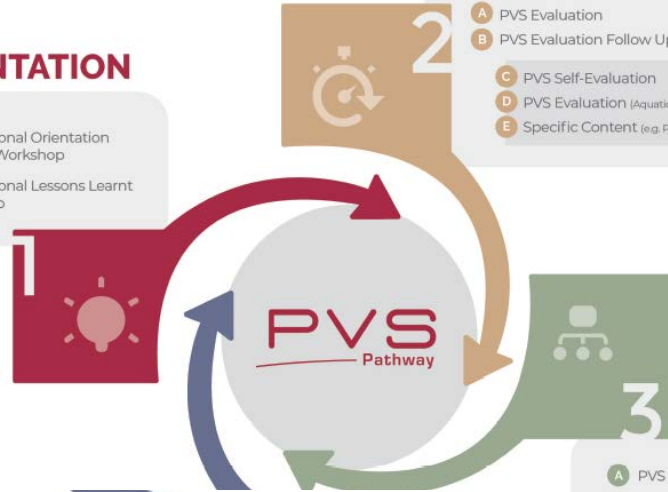 NTATION
onal Orientation
Workshop
onal Lessons Learnt
1
2
A PVS Evaluation
B PVS Evaluation Follow Up
C PVS Self-Evaluation
D PVS Evaluation (Aquatic
E Specific Content (e.g. P
PVS
Pathway
3
A PVS